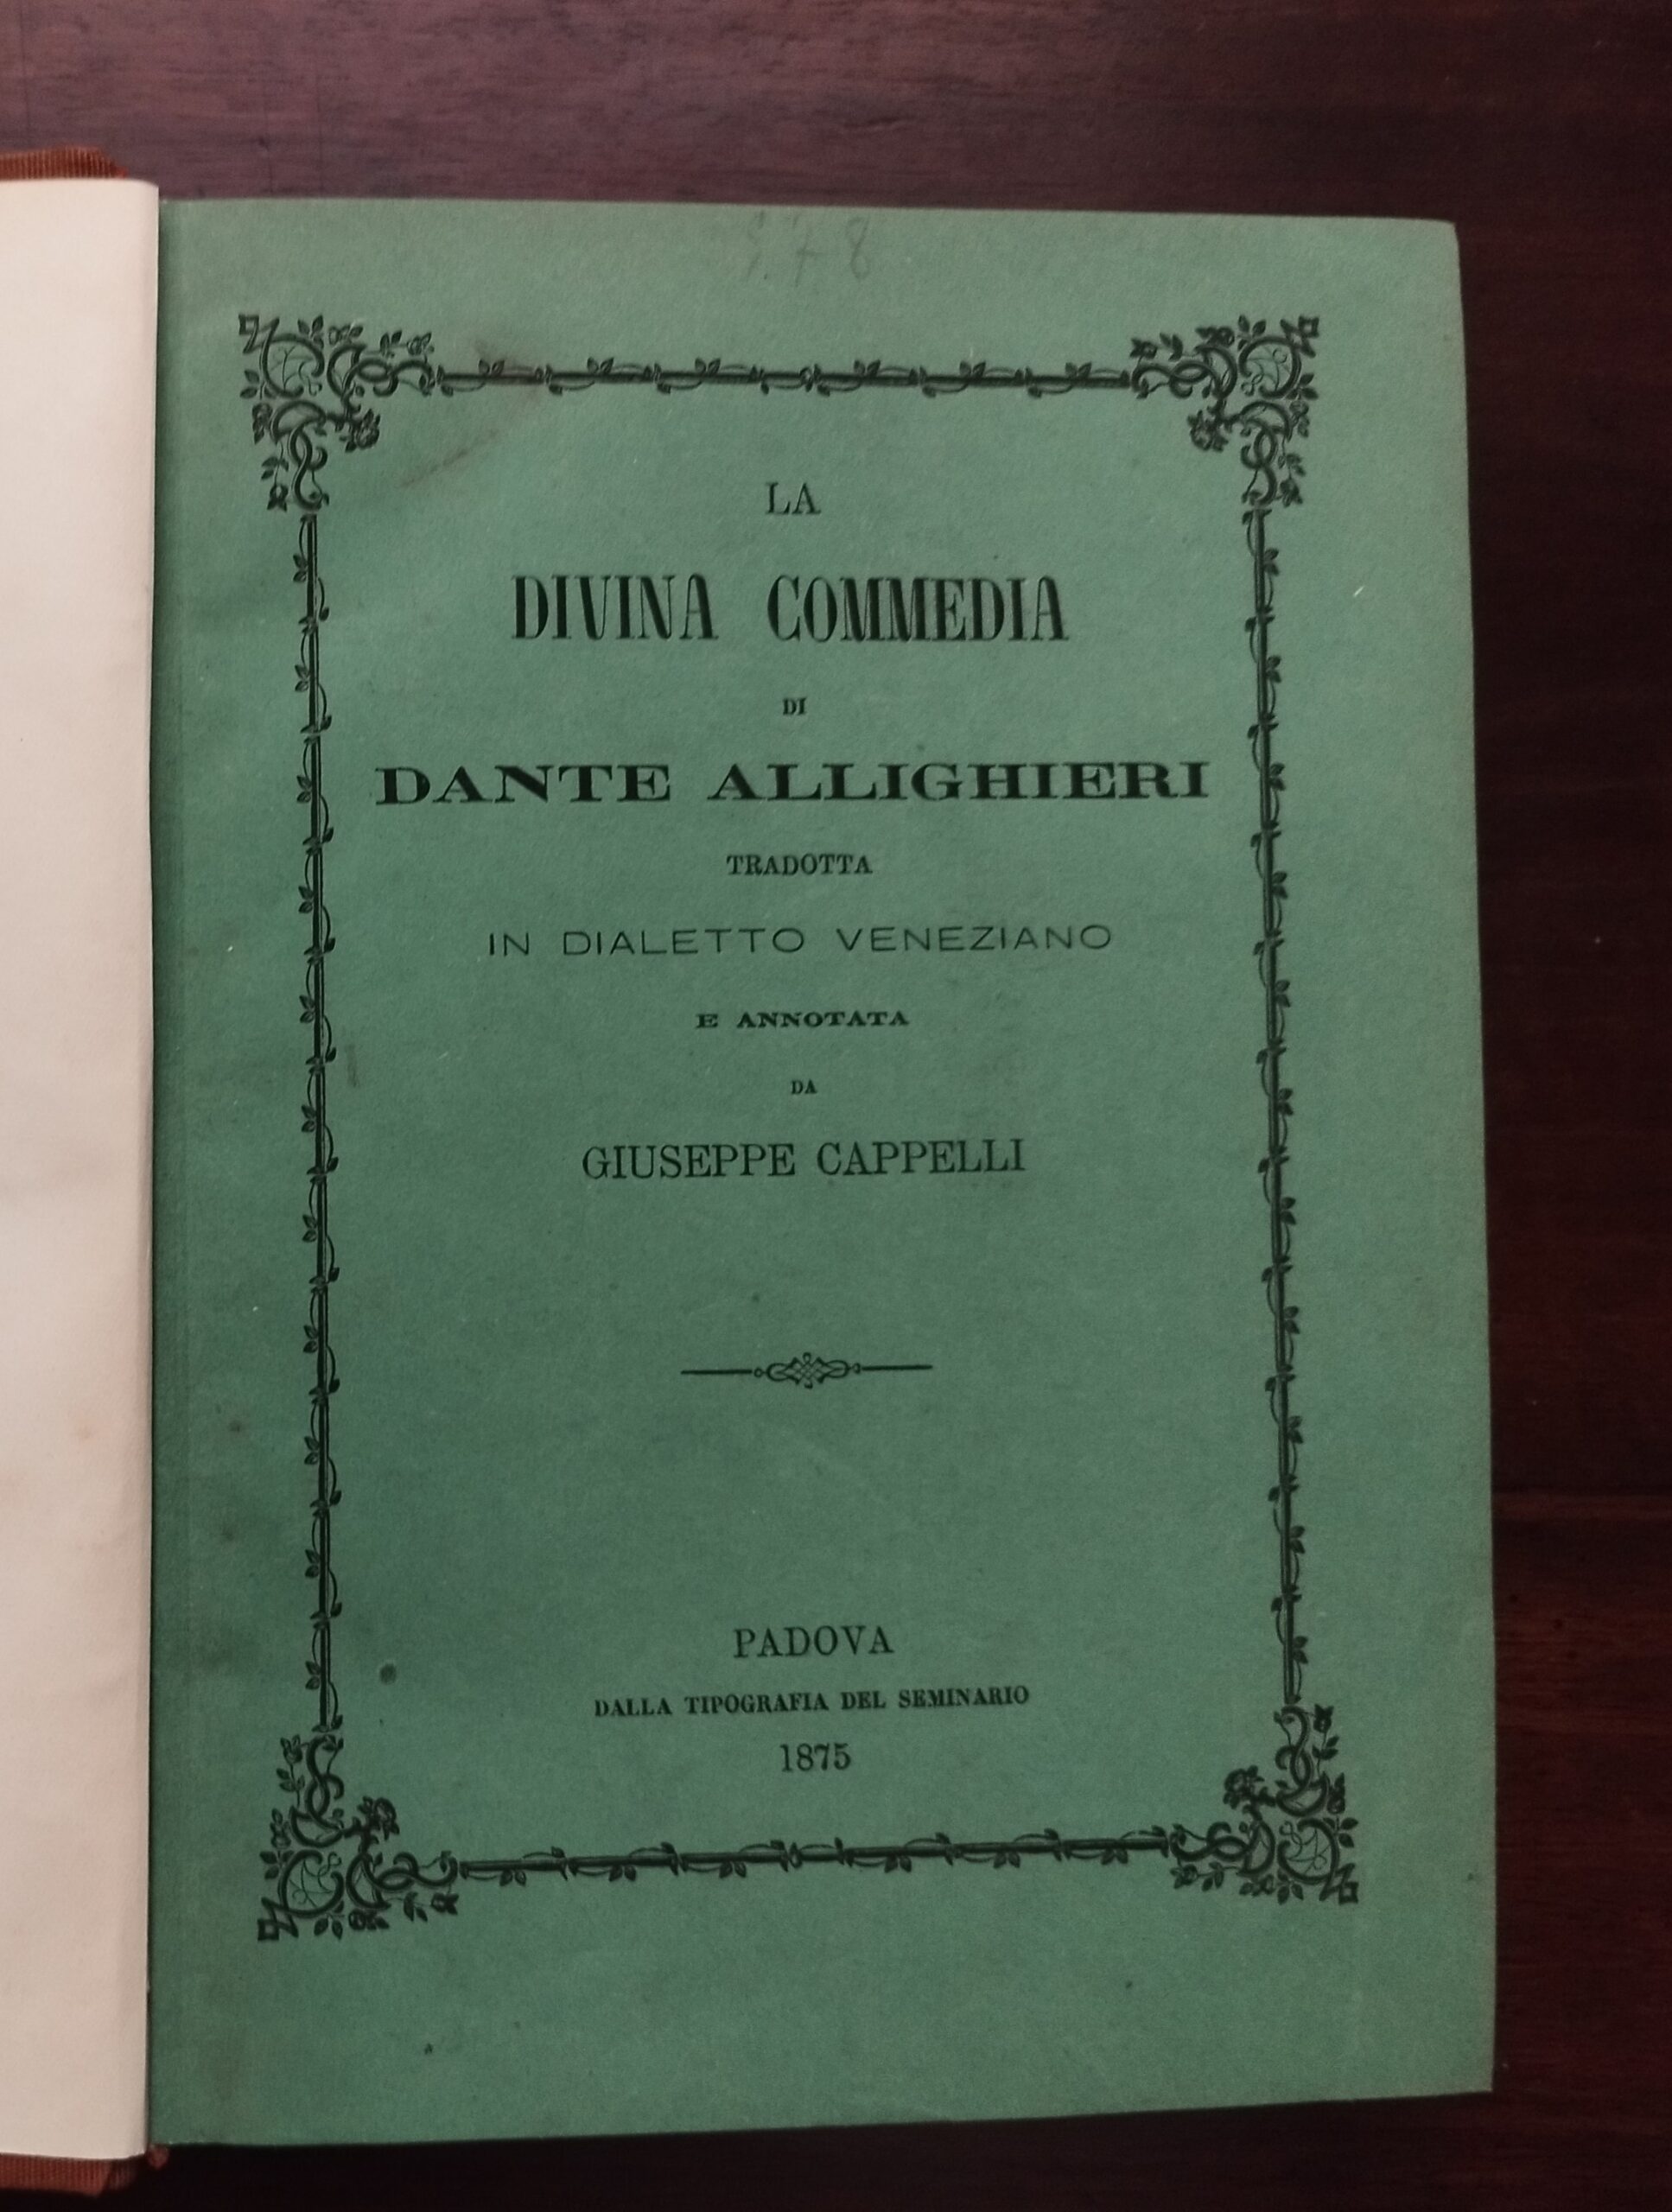 LA
DIVINA COMMEDIA
DI
DANTE ALLIGHIERI
TRADOTTA
IN DIALETTO VENEZIANO
E ANNOTATA
DA
GIUSEPPE CAPPELLI
PADOVA
DALLA TIPOGRAFIA DEL SEMINARIO
1875